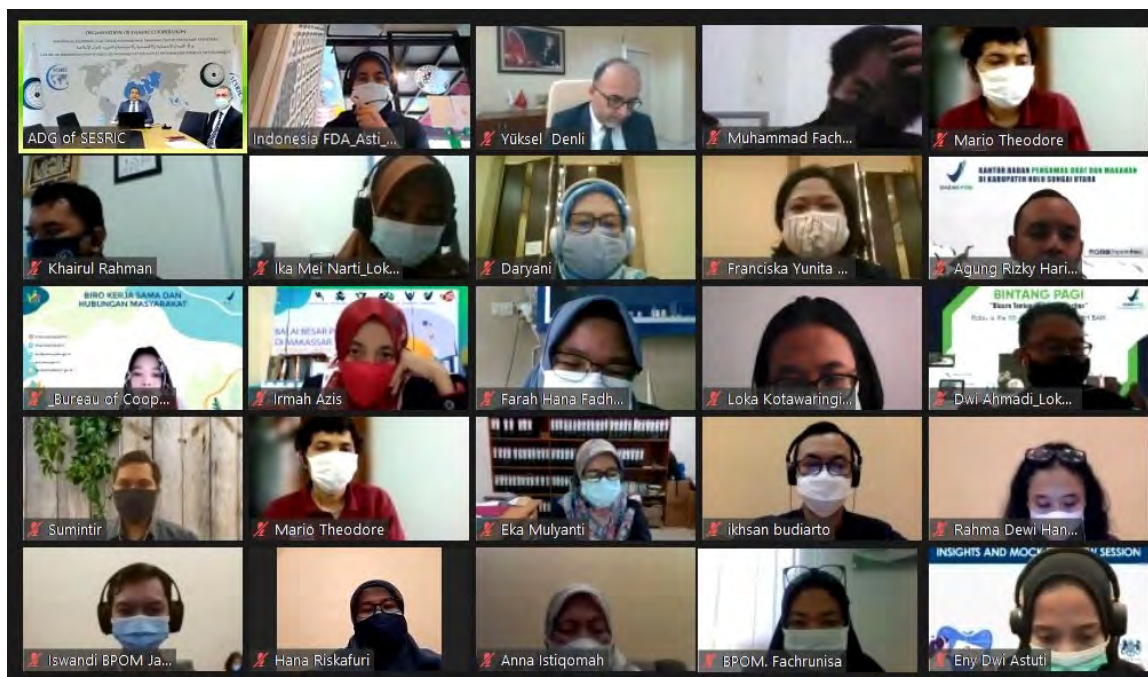 ORGANISATION OF ISLAMIC COOPERATION
SESRIC
ADG of SESRIC
Indonesia FDA_Asti_...
Yüksel Denli
Muhammad Fach...
Mario Theodore
Khairul Rahman
Ika Mei Narti_Lok...
Daryani
Franciska Yunita ...
BADAN POM
KANTOR BADAN PENGAWAS OBAT DAN MAKANAN
DI KABUPATEN HULU SUNGAI UTARA
Agung Rizky Hari...
BIRO KERJA SAMA DAN
HUBUNGAN MASYARAKAT
_Bureau of Coop...
BALAI BESAR P
DI MAKASSAR
Irmah Azis
Farah Hana Fadh...
Loka Kotawaringi...
BINTANG PAGI
Dwi Ahmadi_Lok...
Sumintir
Mario Theodore
Eka Mulyanti
ikhsan budiarto
Rahma Dewi Han...
Iswandi BPOM Ja...
Hana Riskafuri
Anna Istiqomah
BPOM. Fachrunisa
INSIGHTS AND MOCK
SESSION
Eny Dwi Astuti